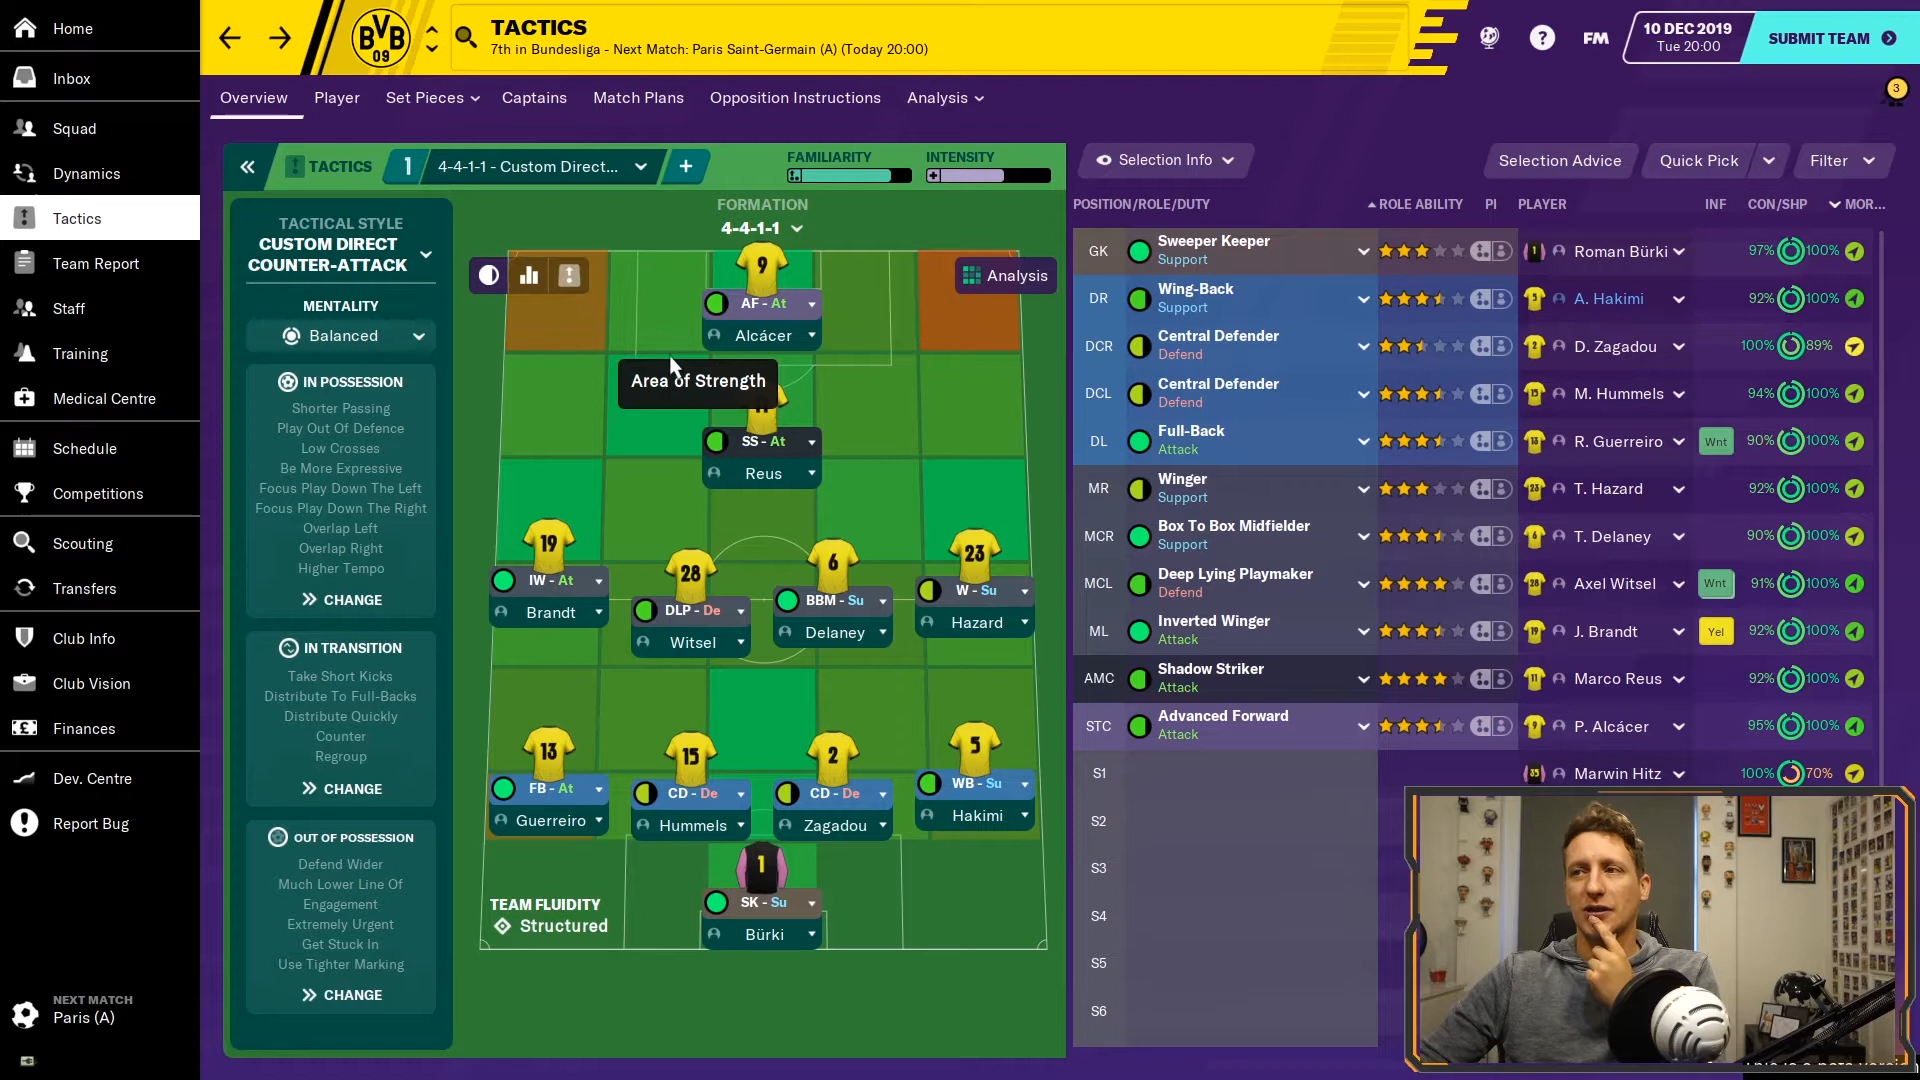 Home
Inbox
Squad
Dynamics
Tactics
Team Report
Staff
Training
Medical Centre
Schedule
Competitions
Scouting
Transfers
Club Info
Club Vision
Finances
Dev. Centre
Report Bug
NEXT MATCH
Paris (A)
BVB
09
TACTICS
7th in Bundesliga - Next Match: Paris Saint-Germain (A) (Today 20:00)
?
FM
10 DEC 2019
Tue 20:00
SUBMIT TEAM
Overview
Player
Set Pieces
Captains
Match Plans
Opposition Instructions
Analysis
3
TACTICS
1
4-4-1-1 - Custom Direct...
+
FAMILIARITY
INTENSITY
TACTICAL STYLE
CUSTOM DIRECT
COUNTER-ATTACK
MENTALITY
Balanced
IN POSSESSION
Shorter Passing
Play Out Of Defence
Low Crosses
Be More Expressive
Focus Play Down The Left
Focus Play Down The Right
Overlap Left
Overlap Right
Higher Tempo
CHANGE
IN TRANSITION
Take Short Kicks
Distribute To Full-Backs
Distribute Quickly
Counter
Regroup
CHANGE
OUT OF POSSESSION
Defend Wider
Much Lower Line Of
Engagement
Extremely Urgent
Get Stuck In
Use Tighter Marking
CHANGE
FORMATION
4-4-1-1
Analysis
9
AF - At
Alcácer
Area of Strength
SS - At
Reus
19
IW - At
Brandt
28
DLP - De
Witsel
6
BBM - Su
Delaney
23
W - Su
Hazard
13
FB - At
Guerreiro
15
CD - De
Hummels
2
CD - De
Zagadou
5
WB - Su
Hakimi
1
SK - Su
Bürki
TEAM FLUIDITY
Structured
Selection Info
Selection Advice
Quick Pick
Filter
POSITION/ROLE/DUTY ROLE ABILITY PI PLAYER INF CON/SHP MOR...
GK Sweeper Keeper Support 1 Roman Bürki 97% 100%
DR Wing-Back Support 5 A. Hakimi 92% 100%
DCR Central Defender Defend 2 D. Zagadou 100% 89%
DCL Central Defender Defend 15 M. Hummels 94% 100%
DL Full-Back Attack 13 R. Guerreiro Wnt 90% 100%
MR Winger Support 23 T. Hazard 92% 100%
MCR Box To Box Midfielder Support 6 T. Delaney 90% 100%
MCL Deep Lying Playmaker Defend 28 Axel Witsel Wnt 91% 100%
ML Inverted Winger Attack 19 J. Brandt Yel 92% 100%
AMC Shadow Striker Attack 11 Marco Reus 92% 100%
STC Advanced Forward Attack 9 P. Alcácer 95% 100%
S1 35 Marwin Hitz 100% 70%
S2
S3
S4
S5
S6